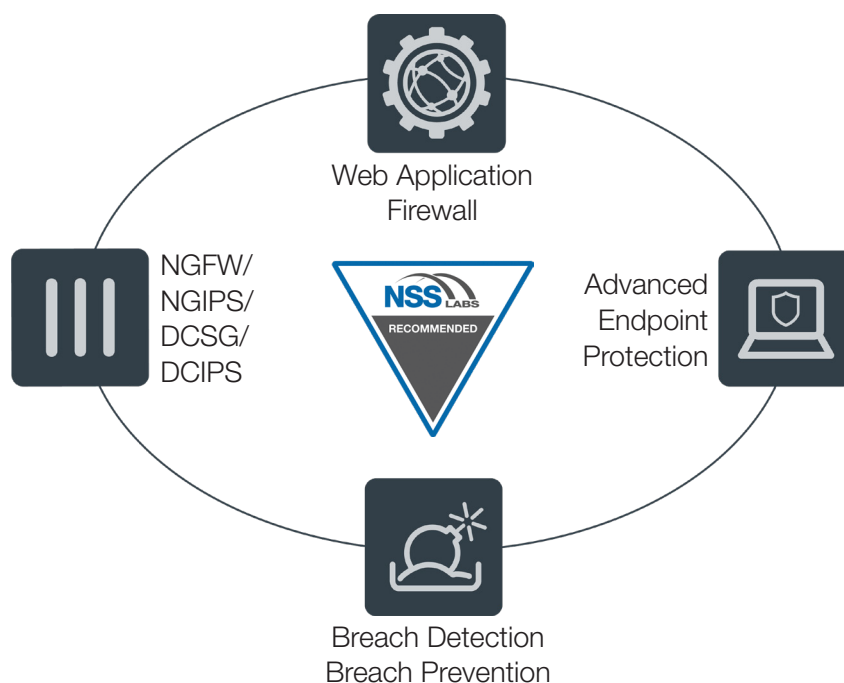 Web Application
Firewall
NGFW/
NGIPS/
DCSG/
DCIPS
NSS LABS
RECOMMENDED
Advanced
Endpoint
Protection
Breach Detection
Breach Prevention